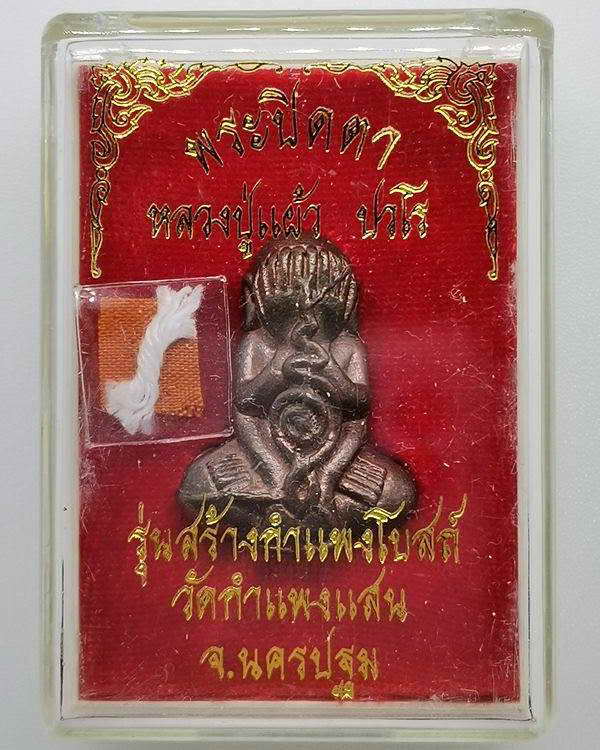 พระปิดตา
หลวงปู่แผ้ว ปวโร
รุ่นสร้างกำแพงโบสถ์
วัดกำแพงแสน
จ.นครปฐม